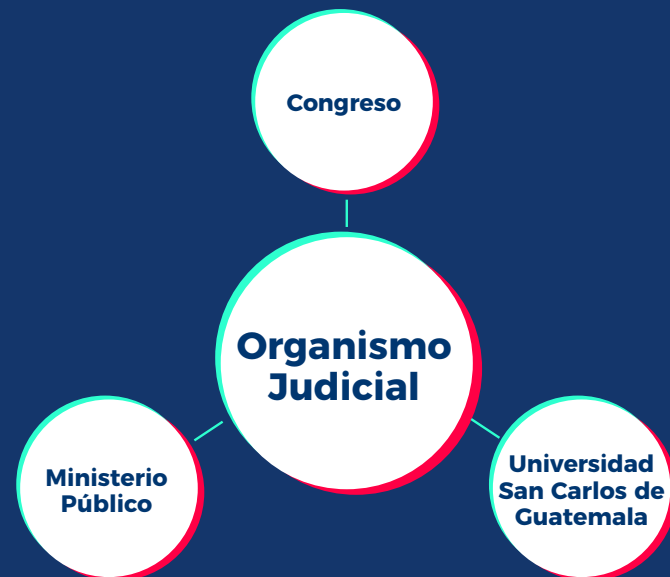 Congreso
Organismo
Judicial
Ministerio
Público
Universidad
San Carlos de
Guatemala